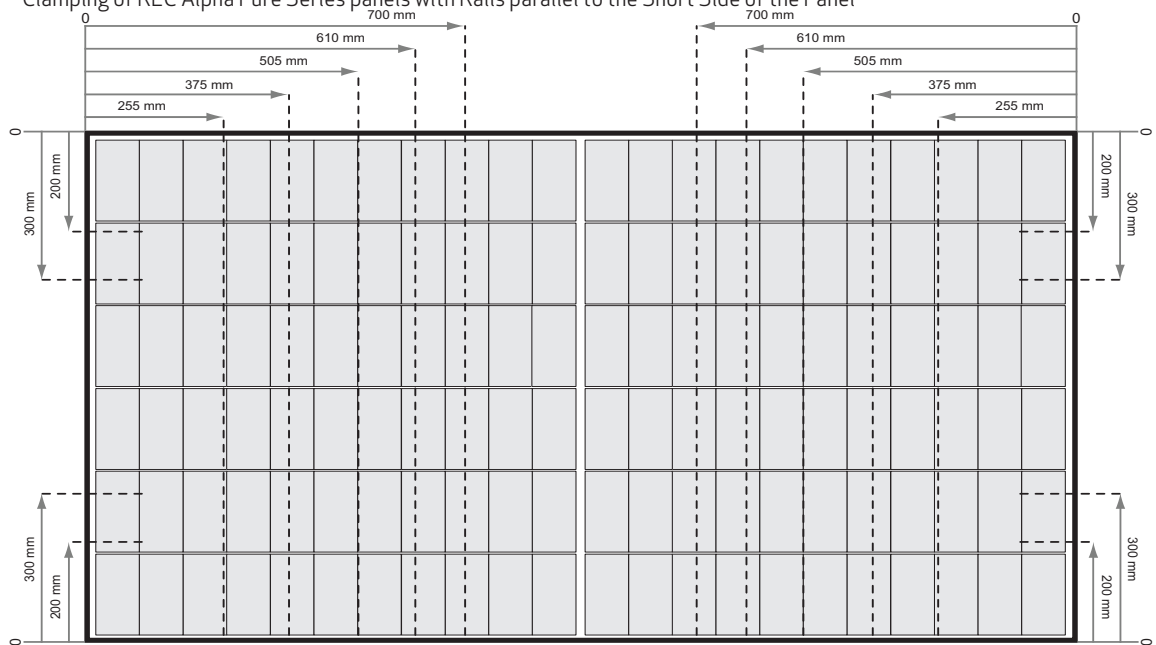 Clamping of REC Alpha Pure Series panels with Rails parallel to the Short Side of the Panel
0 700 mm 700 mm 0
610 mm 610 mm
505 mm 505 mm
375 mm 375 mm
255 mm 255 mm
0 0
200 mm 200 mm
300 mm 300 mm
300 mm 300 mm
200 mm 200 mm
0 0